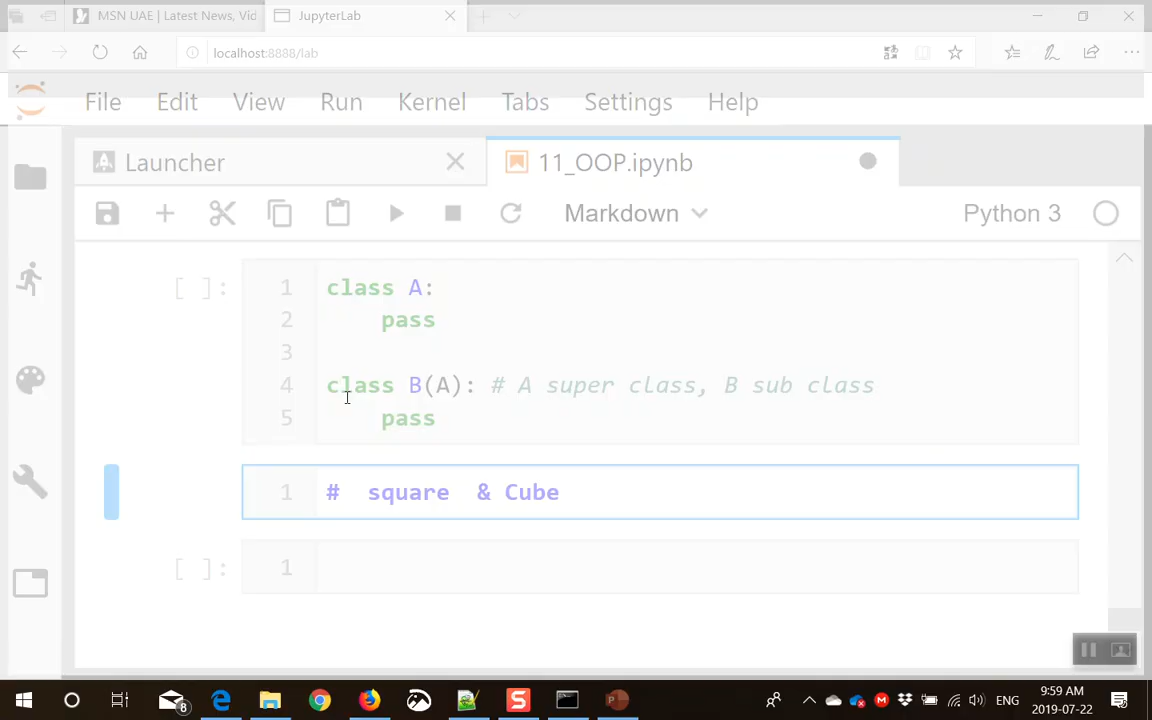 MSN UAE | Latest News, Vid
JupyterLab
localhost:8888/lab
File Edit View Run Kernel Tabs Settings Help
Launcher
11_OOP.ipynb
Markdown
Python 3
[ ]:
1 class A:
2 pass
3
4 class B(A): # A super class, B sub class
5 pass
1 # square & Cube
[ ]:
1
8
ENG
9:59 AM
2019-07-22